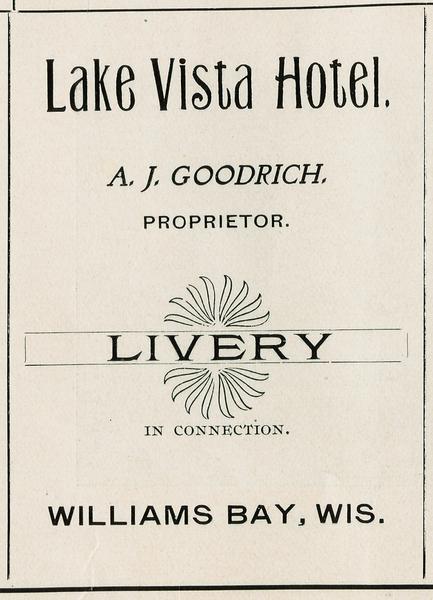 Lake Vista Hotel.
A. J. GOODRICH,
PROPRIETOR.
LIVERY
IN CONNECTION.
WILLIAMS BAY, WIS.